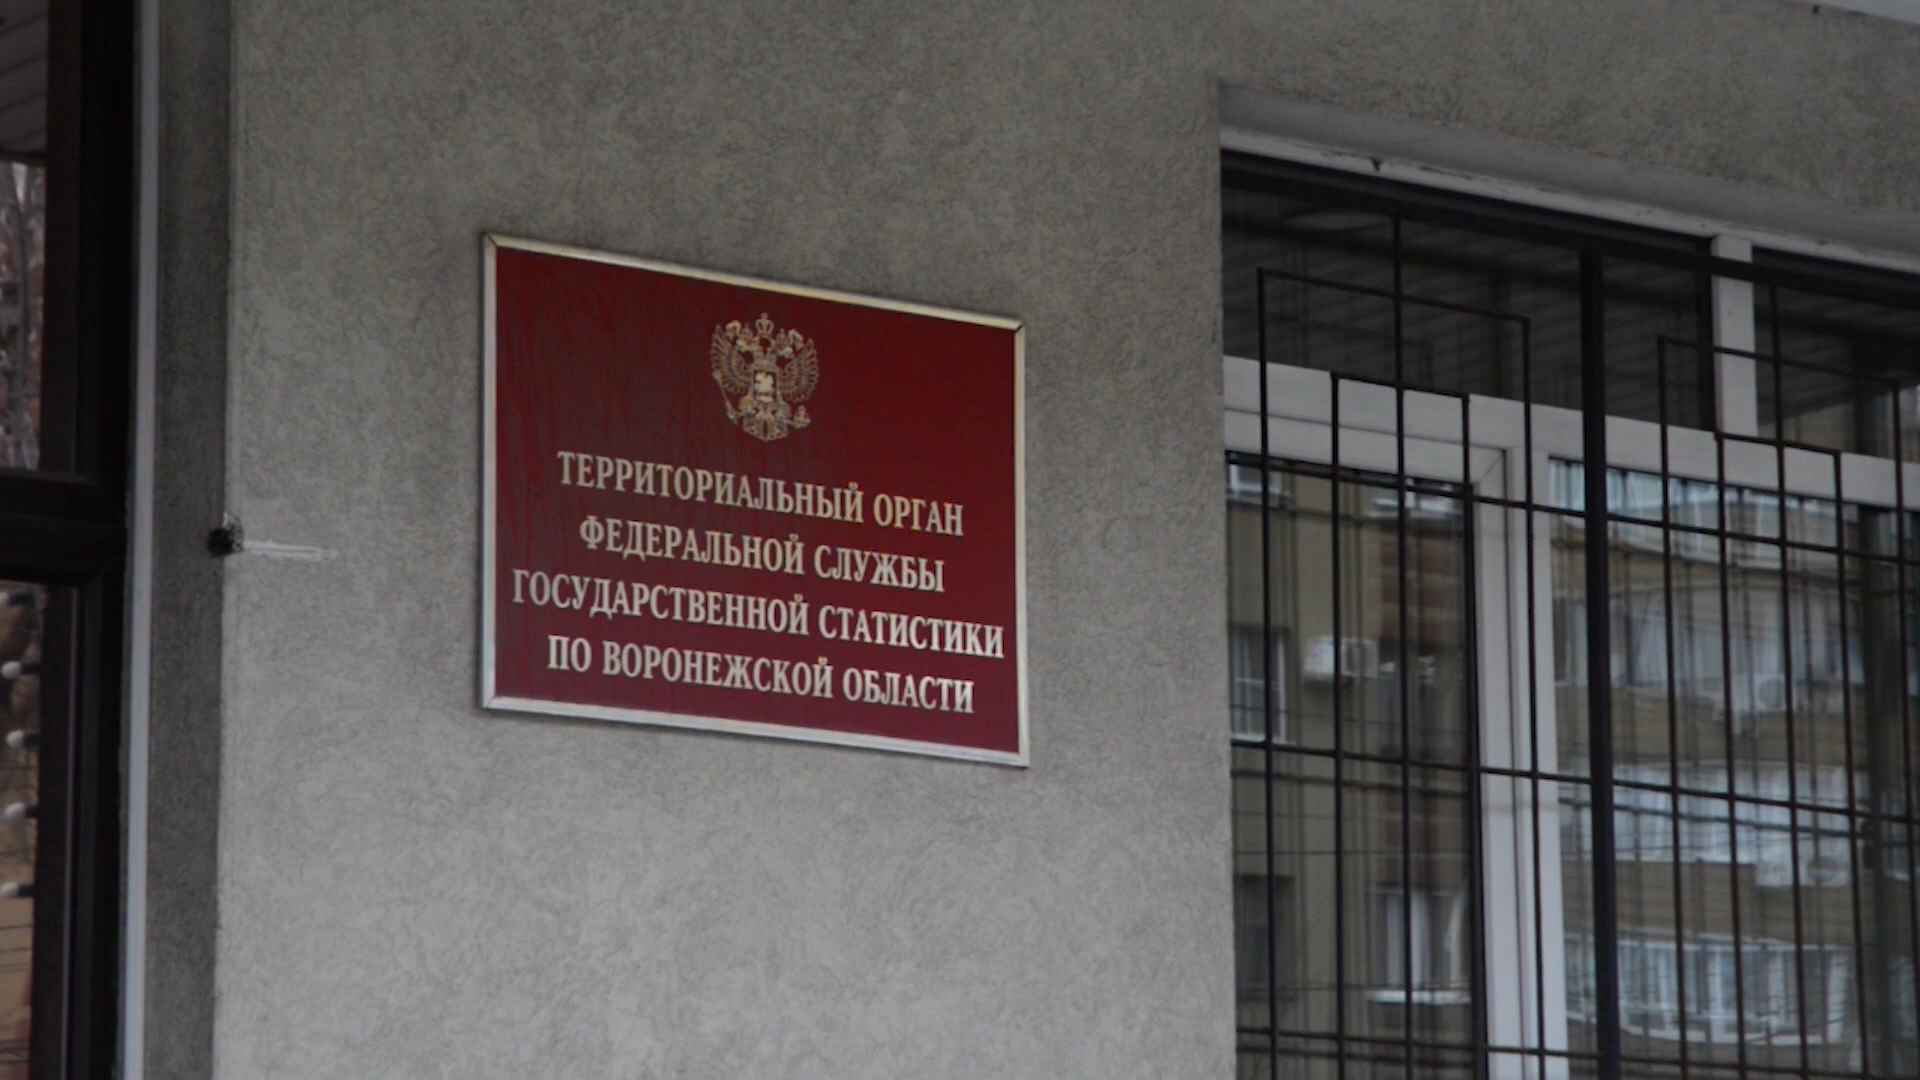 ТЕРРИТОРИАЛЬНЫЙ ОРГАН
ФЕДЕРАЛЬНОЙ СЛУЖБЫ
ГОСУДАРСТВЕННОЙ СТАТИСТИКИ
ПО ВОРОНЕЖСКОЙ ОБЛАСТИ